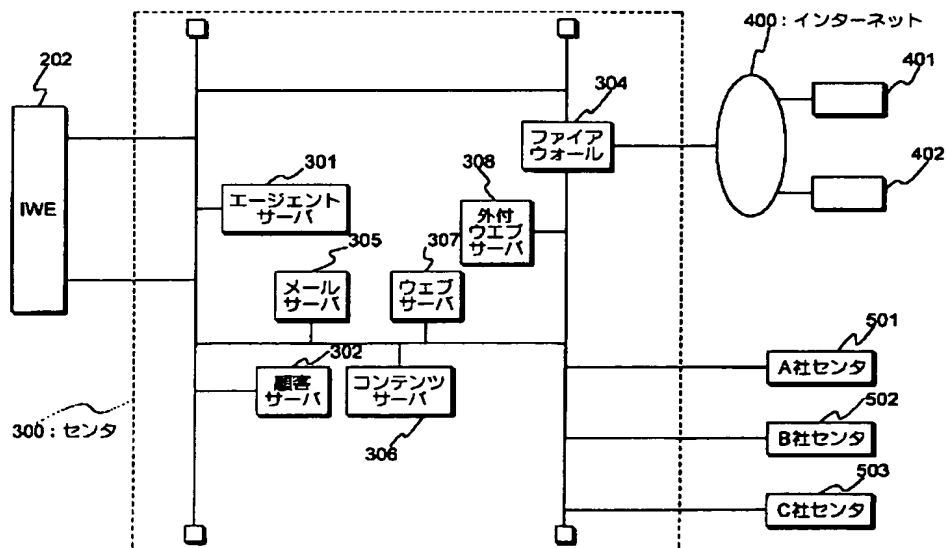 400：インターネット
202
401
304
ファイア
ウォール
308
402
301
エージェント
サーバ
外付
ウエブ
サーバ
IWE
305
307
メール
サーバ
ウェブ
サーバ
501
302
A社センタ
顧客
サーバ
コンテンツ
サーバ
502
300：センタ
B社センタ
306
503
C社センタ